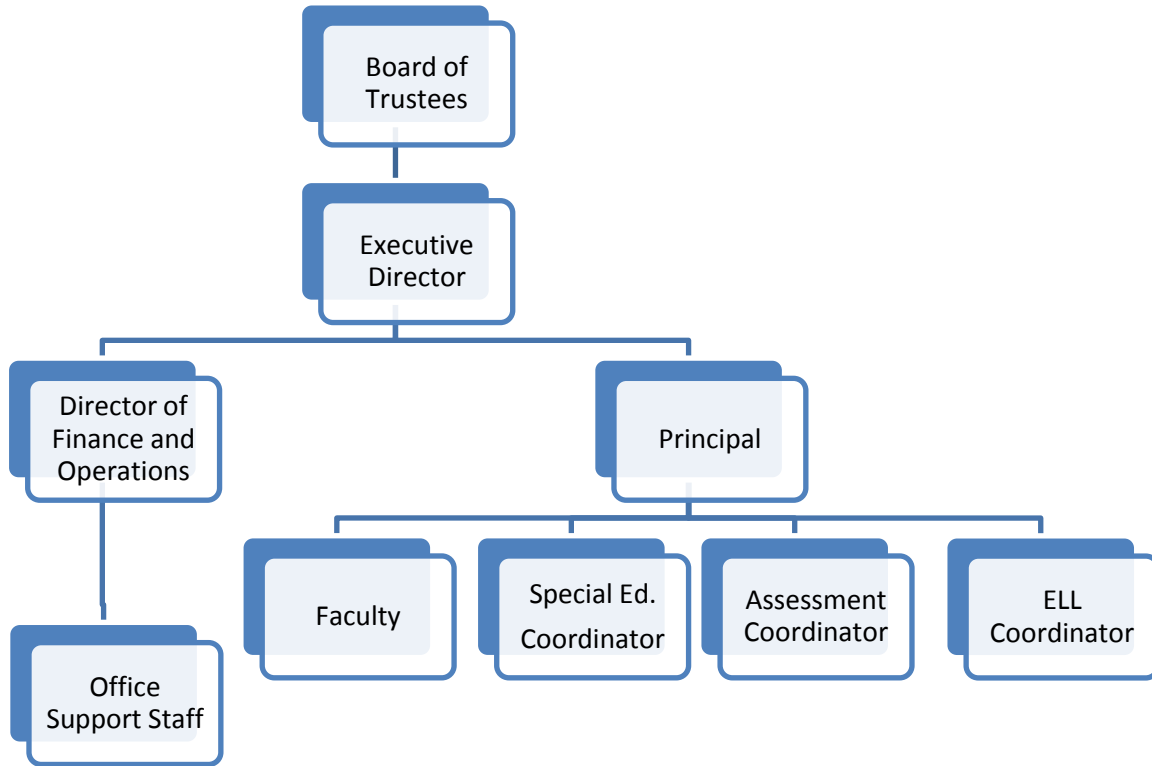 Board of
Trustees
Executive
Director
Director of
Finance and
Operations
Principal
Faculty
Special Ed.
Coordinator
Assessment
Coordinator
ELL
Coordinator
Office
Support Staff